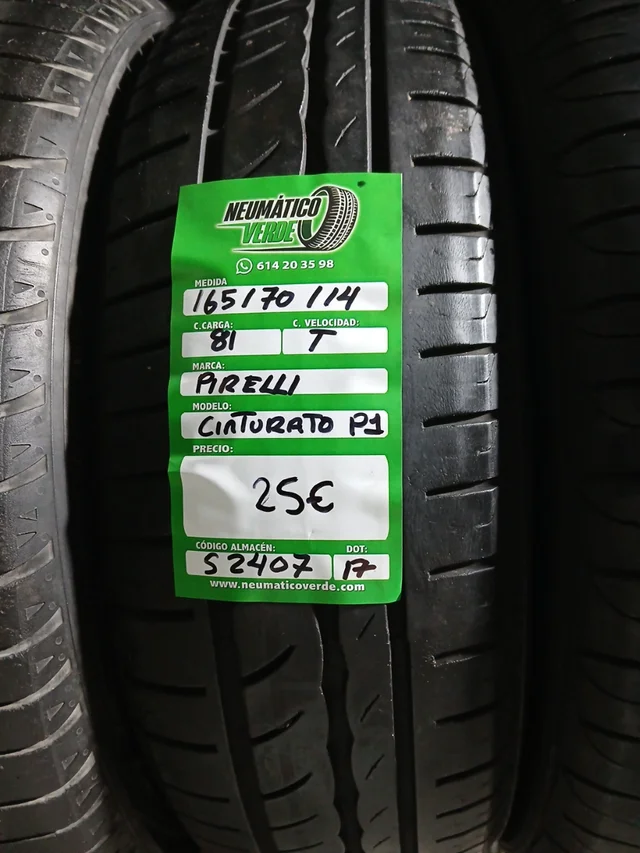 NEUMÁTICO
VERDE
614 20 35 98
MEDIDA
165/70/14
C.CARGA: C. VELOCIDAD:
81 T
MARCA:
PIRELLI
MODELO:
CINTURATO P1
PRECIO:
25€
CÓDIGO ALMACÉN: DOT:
S2407 17
www.neumaticoverde.com